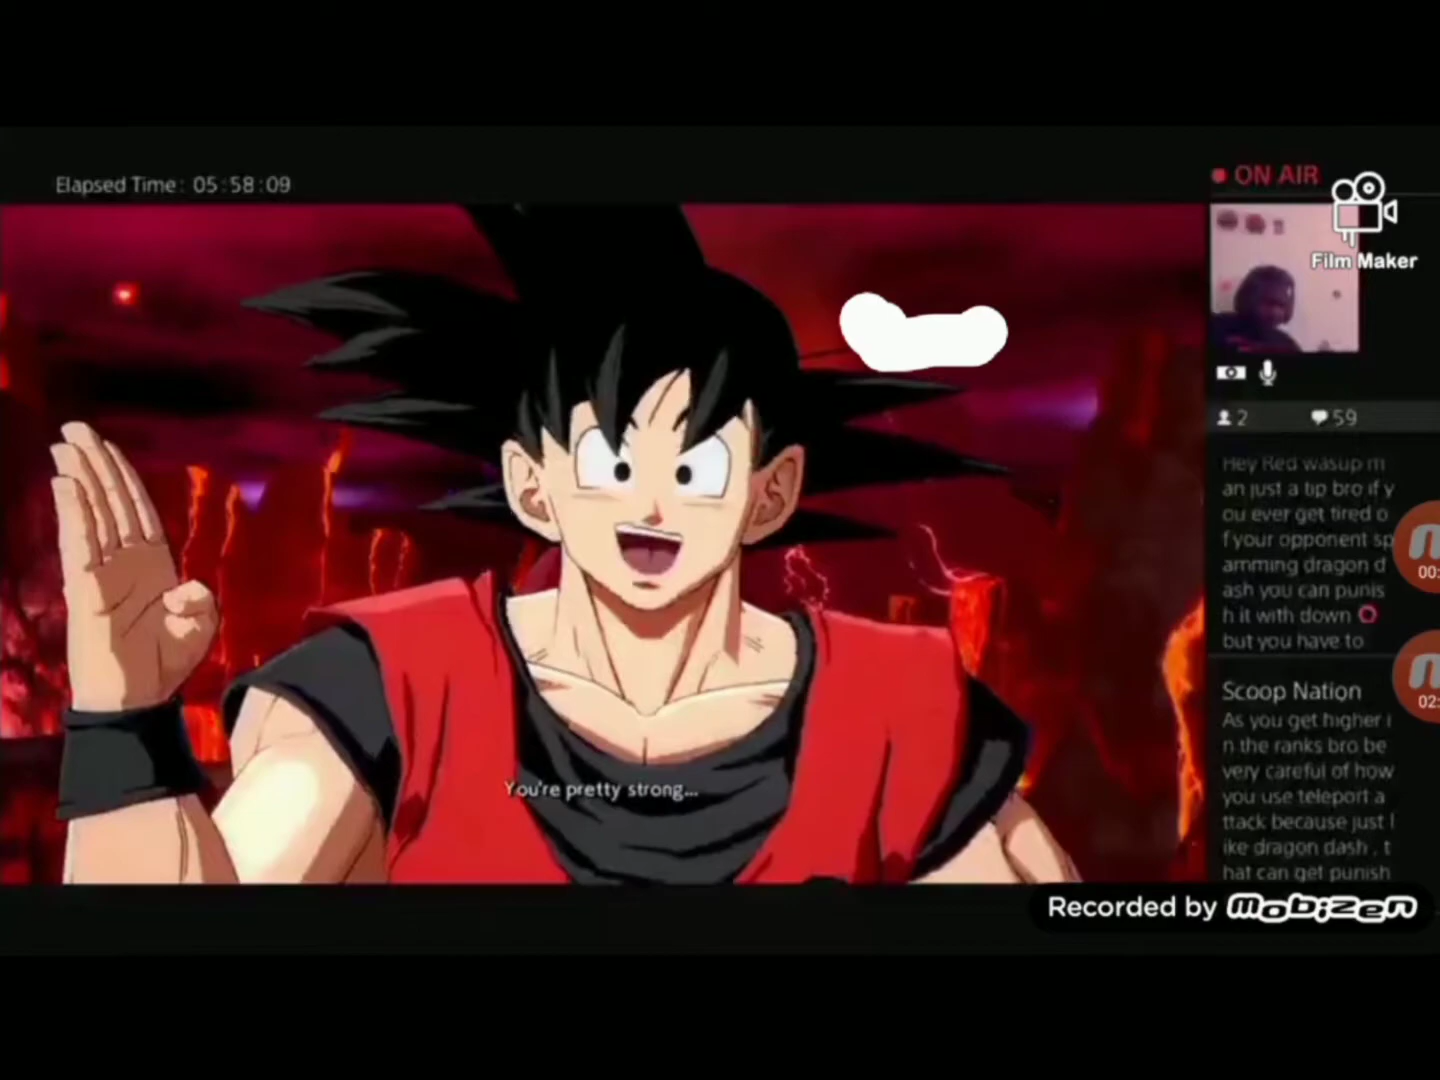 Elapsed Time: 05:58:09
ON AIR
Film Maker
2
59
Hey Red wasup m
an just a tip bro if y
ou ever get tired o
f your opponent sp
amming dragon d
ash you can punis
h it with down
but you have to
00:
Scoop Nation
02:
As you get higher i
n the ranks bro be
very careful of how
you use teleport a
ttack because just l
ike dragon dash , t
hat can get punish
You're pretty strong...
Recorded by mobizen